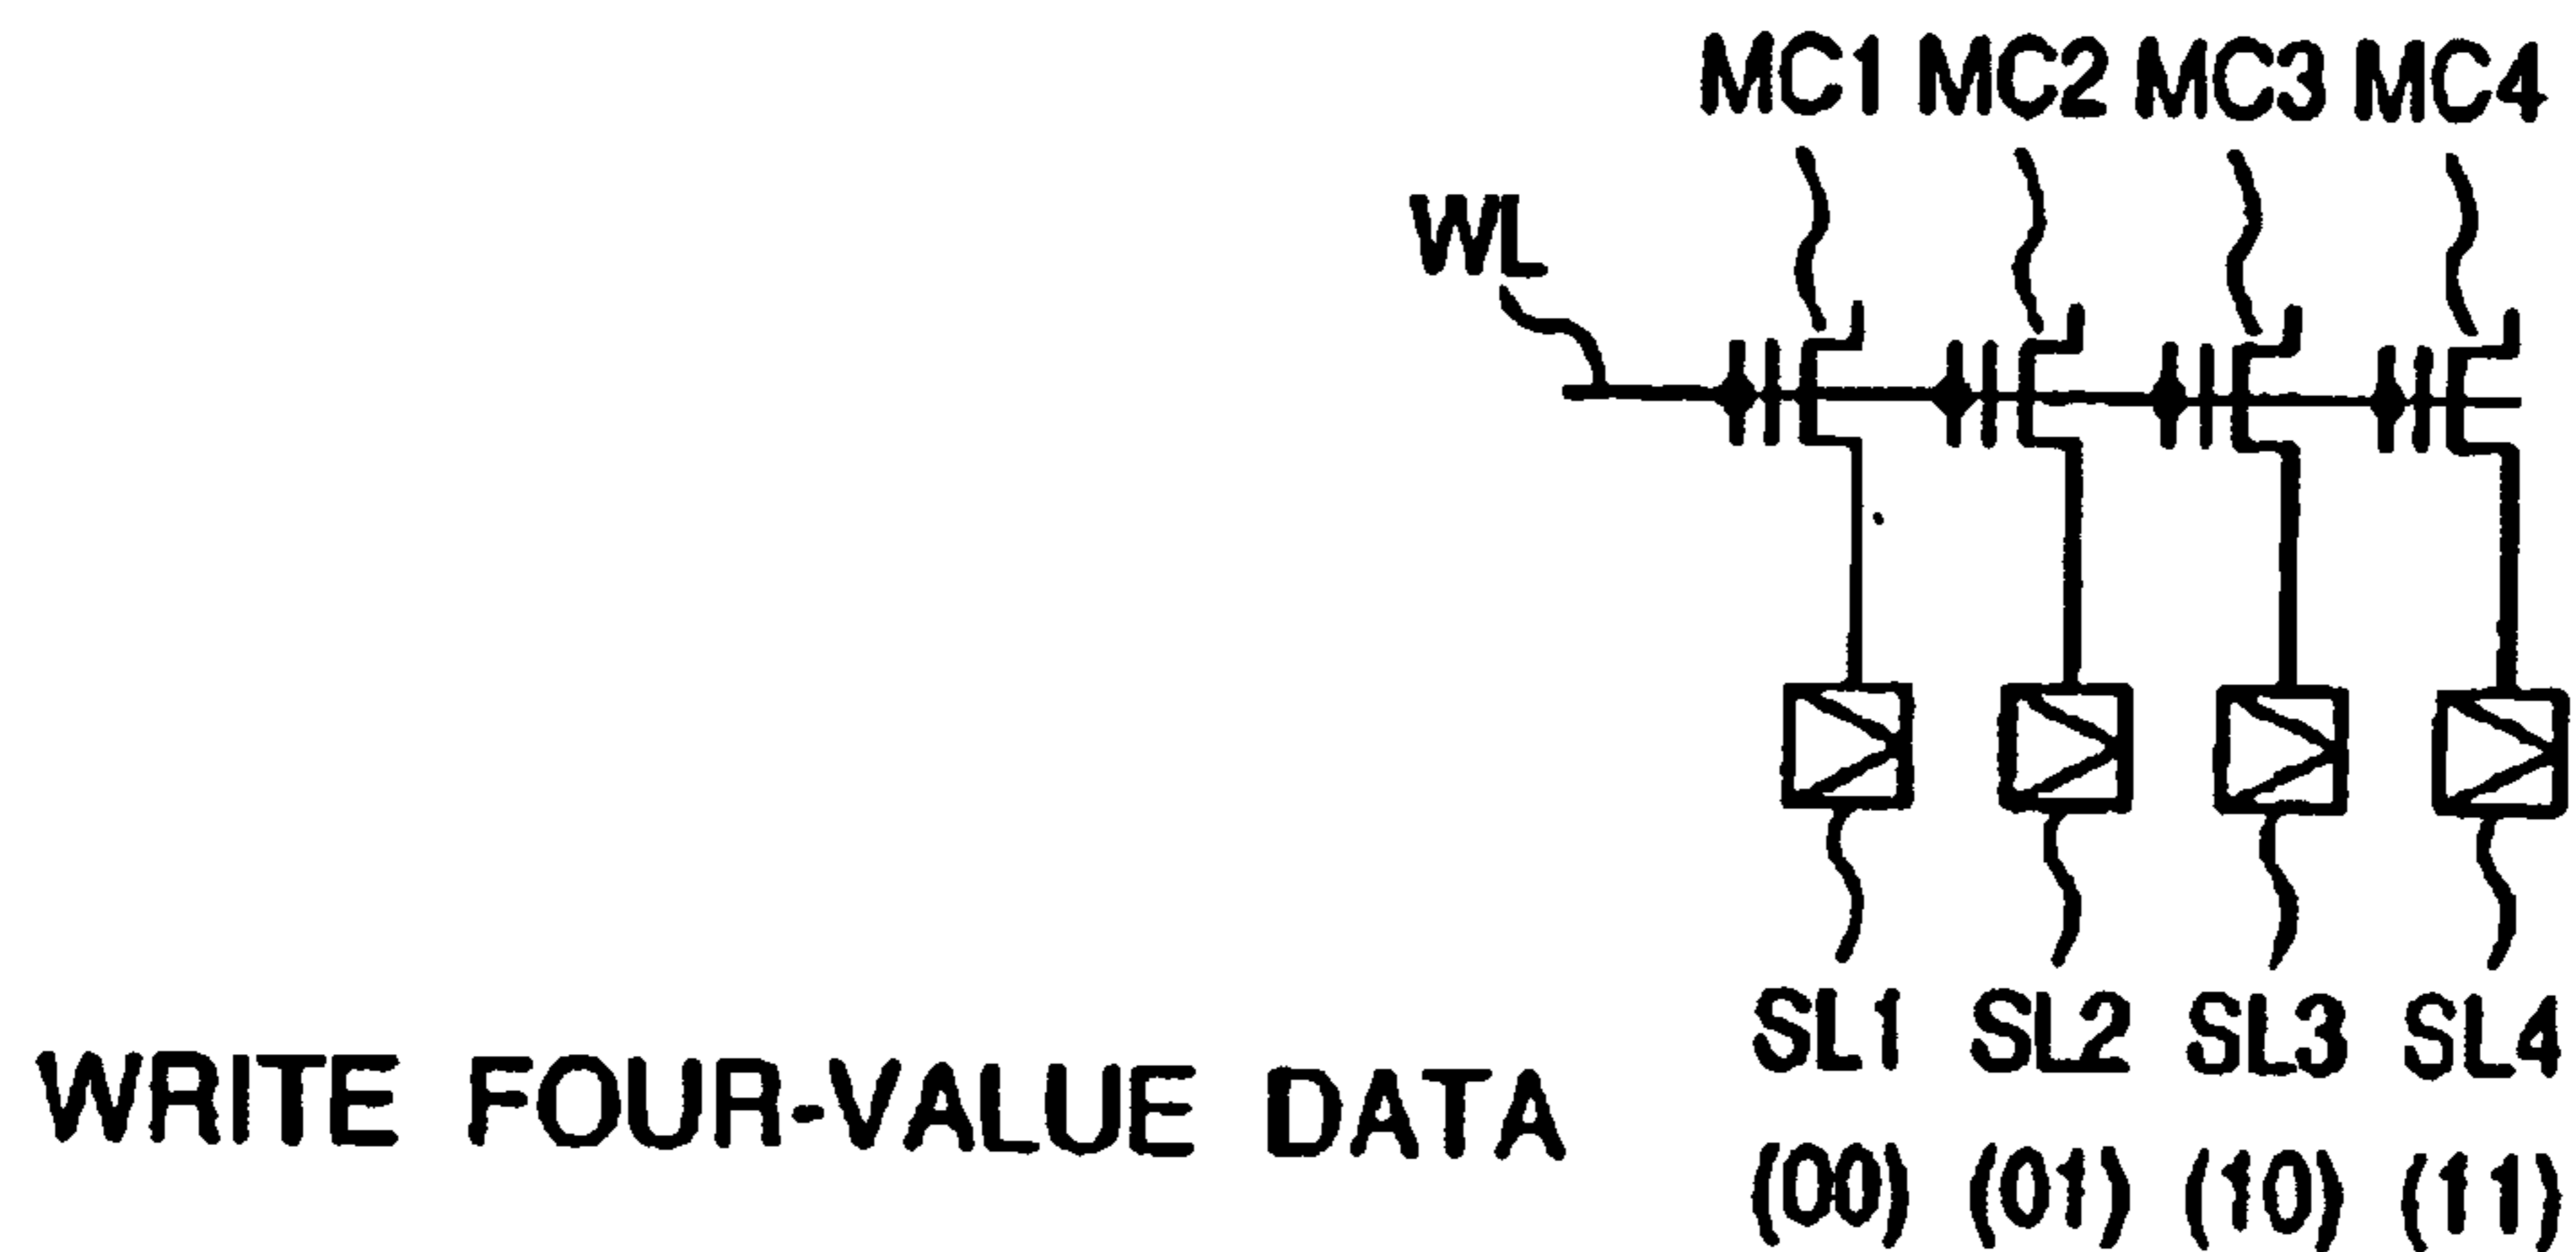 MC1 MC2 MC3 MC4
WL
SL1 SL2 SL3 SL4
WRITE FOUR-VALUE DATA
(00) (01) (10) (11)